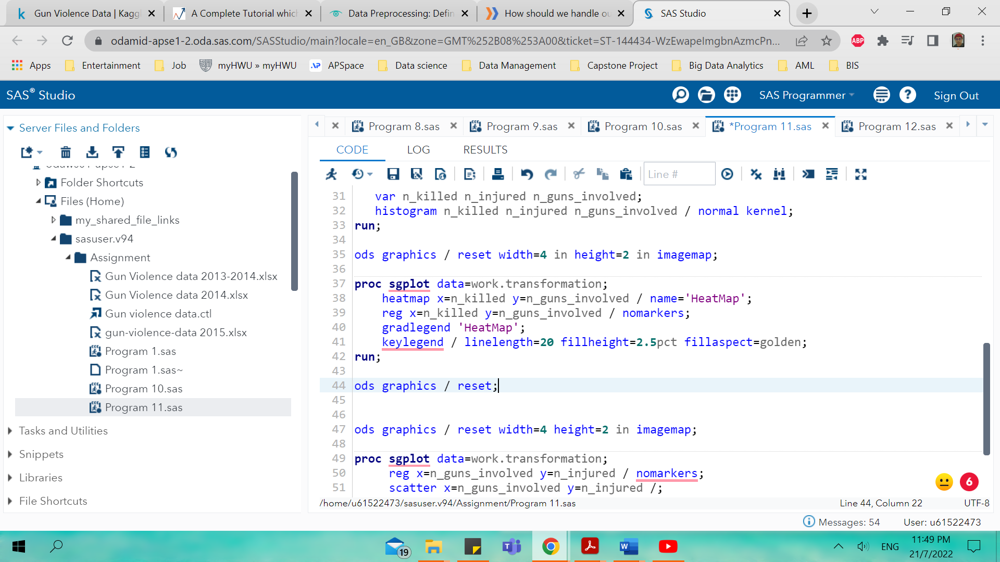 Gun Violence Data | Kaggl
A Complete Tutorial which
Data Preprocessing: Defin
How should we handle ou
SAS Studio
odamid-apse1-2.oda.sas.com/SASStudio/main?locale=en_GB&zone=GMT%252B08%253A00&ticket=ST-144434-WzEwapeImgbnAzmcPn...
ABP
Apps
Entertainment
Job
myHWU » myHWU
APSpace
Data science
Data Management
Capstone Project
Big Data Analytics
AML
BIS
SAS® Studio
SAS Programmer
Sign Out
Server Files and Folders
Folder Shortcuts
Files (Home)
my_shared_file_links
sasuser.v94
Assignment
Gun Violence data 2013-2014.xlsx
Gun Violence data 2014.xlsx
Gun violence data.ctl
gun-violence-data 2015.xlsx
Program 1.sas
Program 1.sas~
Program 10.sas
Program 11.sas
Tasks and Utilities
Snippets
Libraries
File Shortcuts
Program 8.sas
Program 9.sas
Program 10.sas
*Program 11.sas
Program 12.sas
CODE
LOG
RESULTS
Line #
31 var n_killed n_injured n_guns_involved;
32 histogram n_killed n_injured n_guns_involved / normal kernel;
33 run;
34
35 ods graphics / reset width=4 in height=2 in imagemap;
36
37 proc sgplot data=work.transformation;
38 heatmap x=n_killed y=n_guns_involved / name='HeatMap';
39 reg x=n_killed y=n_guns_involved / nomarkers;
40 gradlegend 'HeatMap';
41 keylegend / linelength=20 fillheight=2.5pct fillaspect=golden;
42 run;
43
44 ods graphics / reset;
45
46
47 ods graphics / reset width=4 height=2 in imagemap;
48
49 proc sgplot data=work.transformation;
50 reg x=n_guns_involved y=n_injured / nomarkers;
51 scatter x=n_guns_involved y=n_injured /;
6
/home/u61522473/sasuser.v94/Assignment/Program 11.sas
Line 44, Column 22
UTF-8
Messages: 54
User: u61522473
19
ENG
11:49 PM
21/7/2022